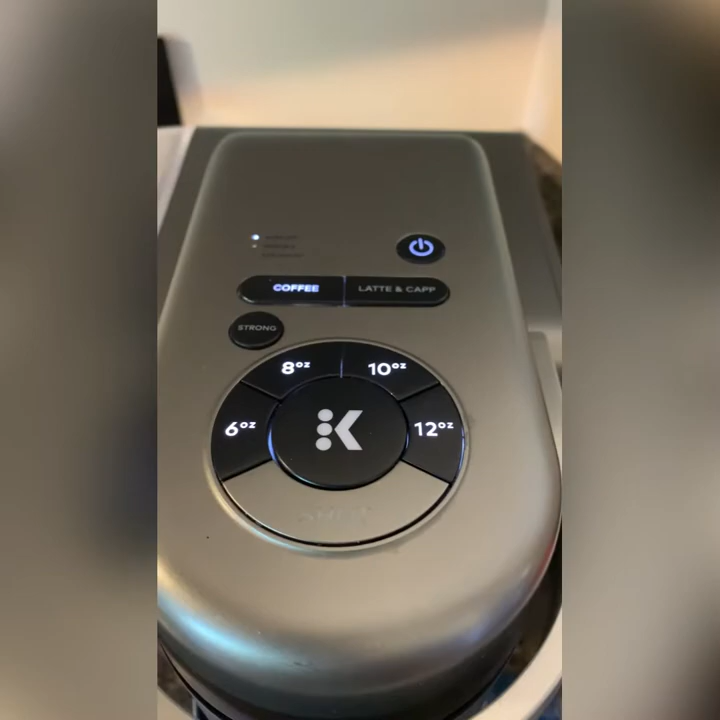 COFFEE
LATTE & CAPP
STRONG
8oz
10oz
6oz
K
12oz